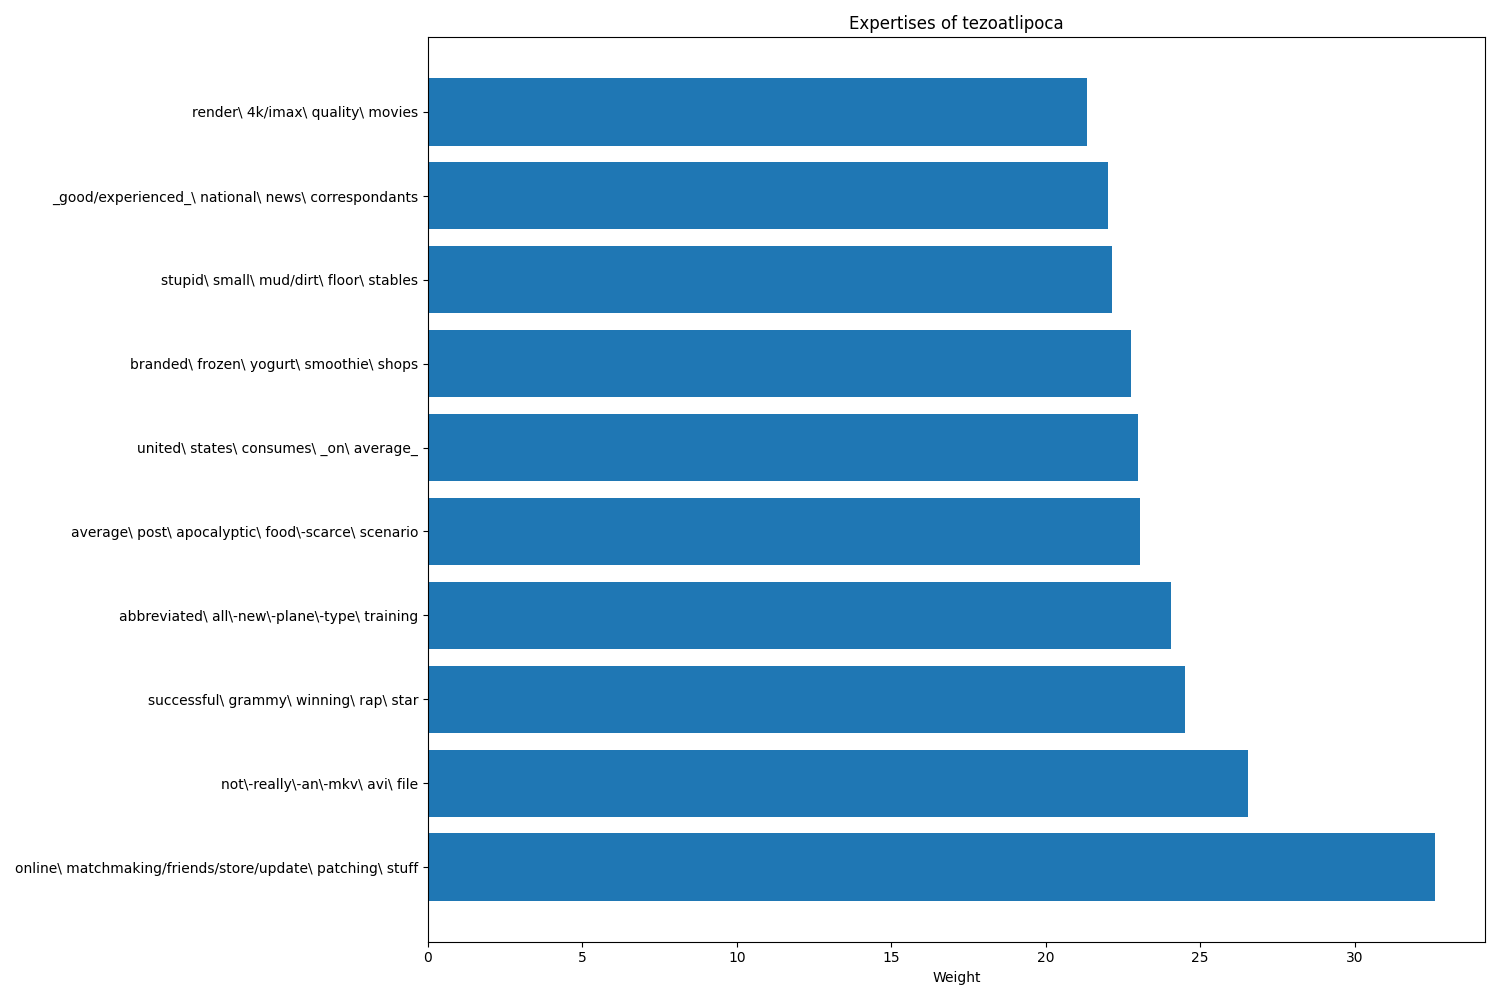 Expertises of tezoatlipoca
render\ 4k/imax\ quality\ movies
_good/experienced_\ national\ news\ correspondants
stupid\ small\ mud/dirt\ floor\ stables
branded\ frozen\ yogurt\ smoothie\ shops
united\ states\ consumes\ _on\ average_
average\ post\ apocalyptic\ food\-scarce\ scenario
abbreviated\ all\-new\-plane\-type\ training
successful\ grammy\ winning\ rap\ star
not\-really\-an\-mkv\ avi\ file
online\ matchmaking/friends/store/update\ patching\ stuff
0 5 10 15 20 25 30
Weight